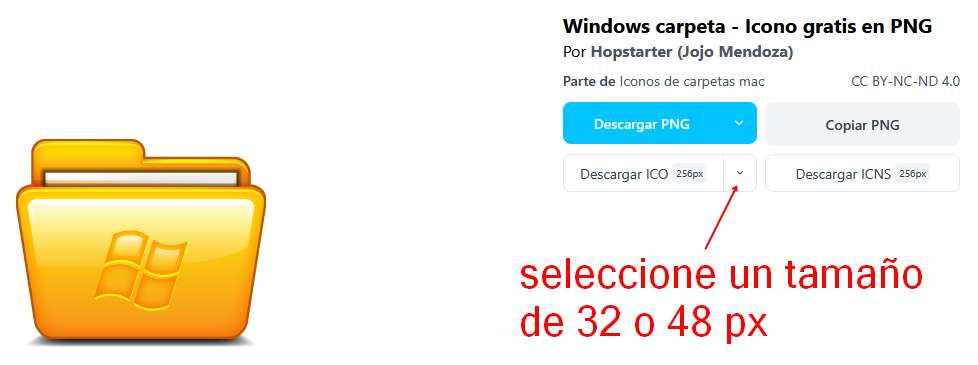 Windows carpeta - Icono gratis en PNG
Por Hopstarter (Jojo Mendoza)
Parte de Iconos de carpetas mac CC BY-NC-ND 4.0
Descargar PNG Copiar PNG
Descargar ICO 256px Descargar ICNS 256px
seleccione un tamaño
de 32 o 48 px